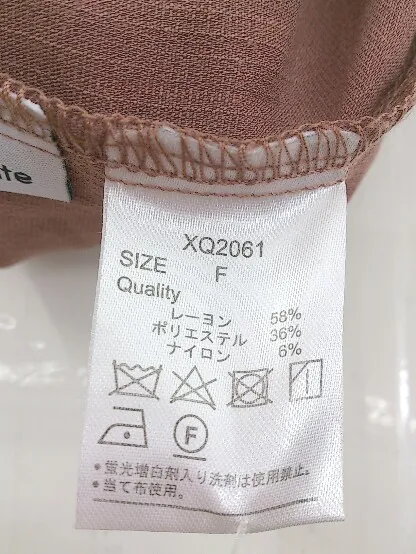 te
XQ2061
SIZE F
Quality
レーヨン 58%
ポリエステル 36%
ナイロン 6%
F
・蛍光増白剤入り洗剤は使用禁止。
・当て布使用。